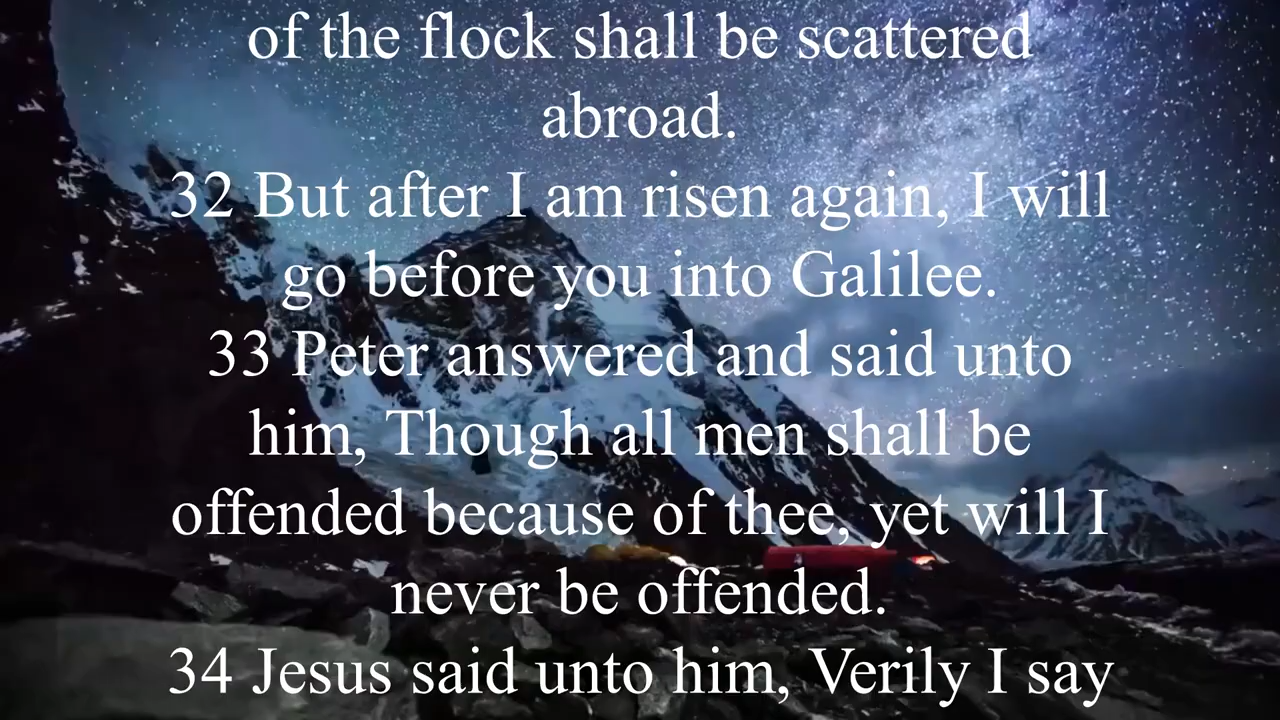 of the flock shall be scattered
abroad.
32 But after I am risen again, I will
go before you into Galilee.
33 Peter answered and said unto
him, Though all men shall be
offended because of thee, yet will I
never be offended.
34 Jesus said unto him, Verily I say